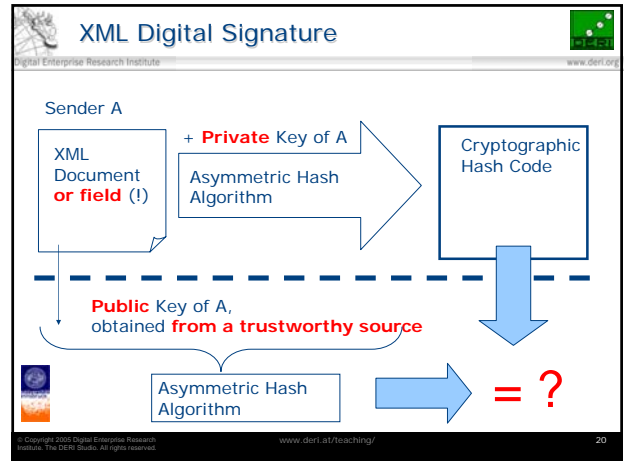 XML Digital Signature
DERI
Digital Enterprise Research Institute
www.deri.org
Sender A
XML
Document
or field (!)
+ Private Key of A
Asymmetric Hash
Algorithm
Cryptographic
Hash Code
Public Key of A,
obtained from a trustworthy source
Asymmetric Hash
Algorithm
= ?
© Copyright 2005 Digital Enterprise Research
Institute. The DERI Studio. All rights reserved.
www.deri.at/teaching/
20